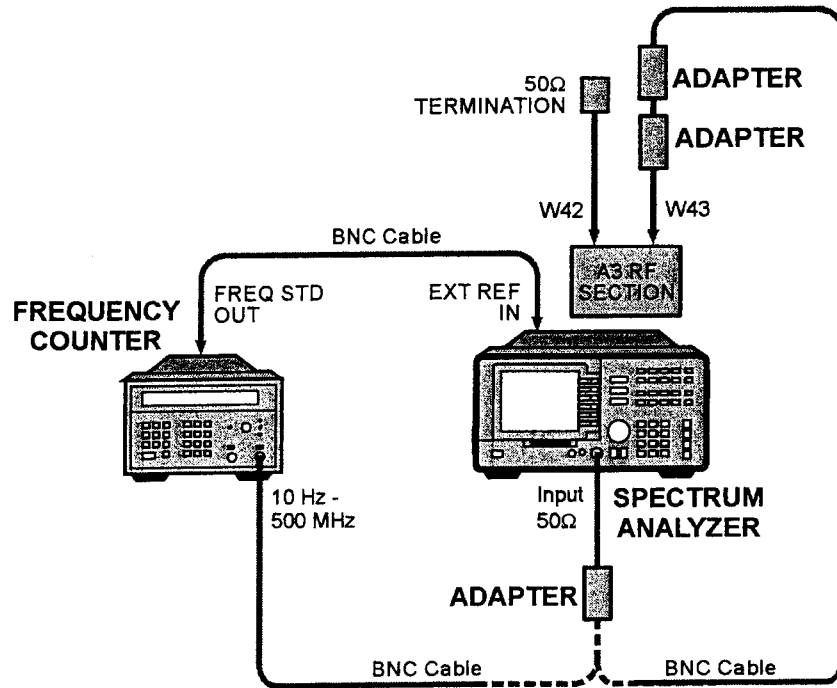 50Ω
TERMINATION
ADAPTER
ADAPTER
W42
W43
BNC Cable
A3 RF
SECTION
FREQ STD
OUT
EXT REF
IN
FREQUENCY
COUNTER
10 Hz -
500 MHz
Input
50Ω
SPECTRUM
ANALYZER
ADAPTER
BNC Cable
BNC Cable